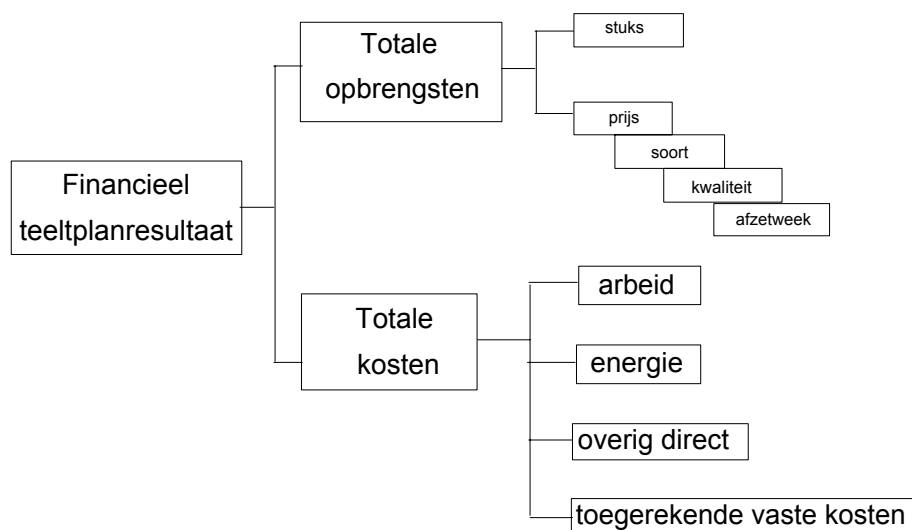 Totale
opbrengsten
stuks
prijs
soort
kwaliteit
afzetweek
Financieel
teeltplanresultaat
Totale
kosten
arbeid
energie
overig direct
toegerekende vaste kosten